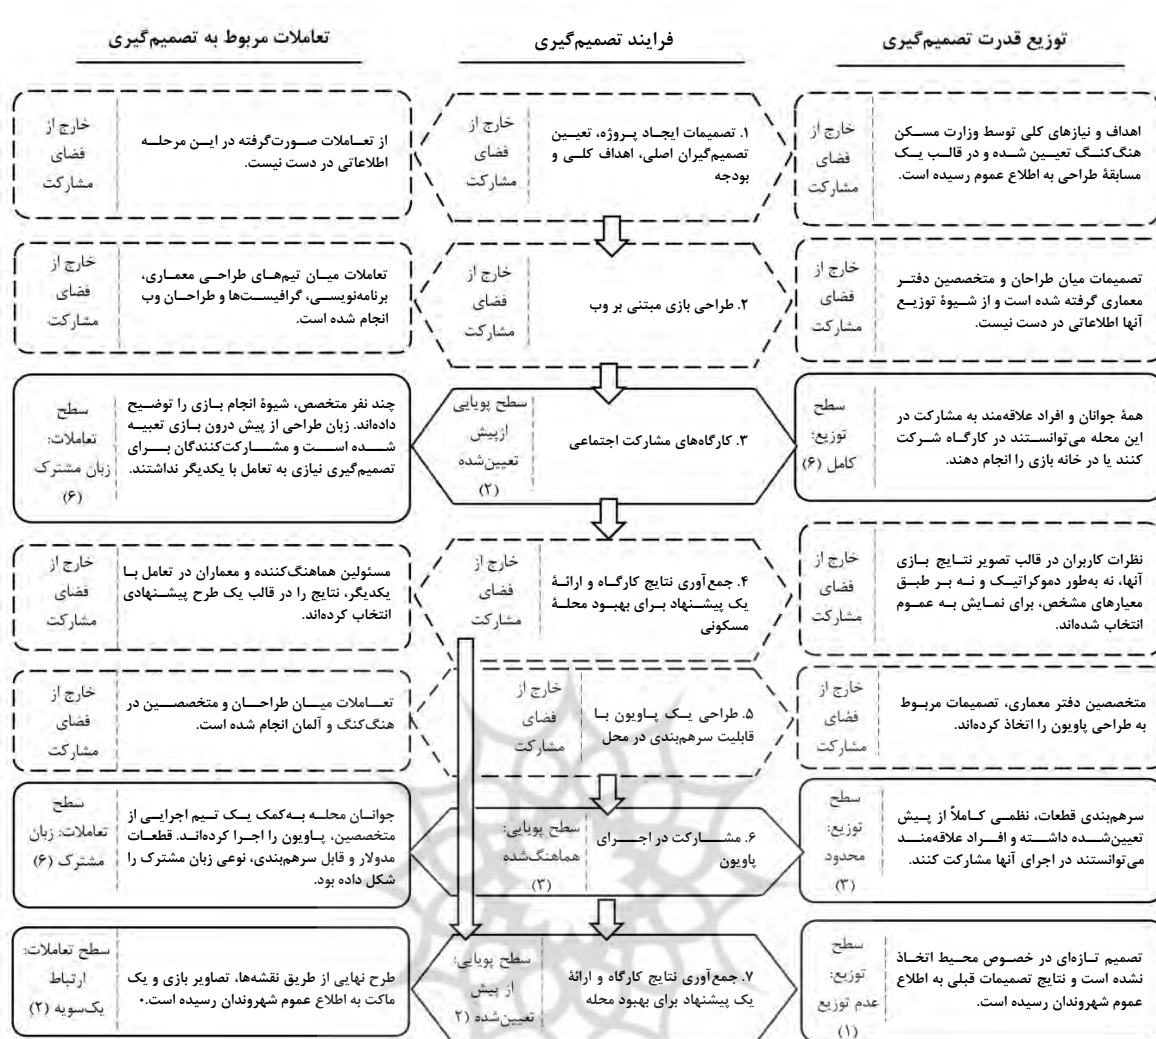 توزیع قدرت تصمیم‌گیری
فرایند تصمیم‌گیری
تعاملات مربوط به تصمیم‌گیری
اهداف و نیازهای کلی توسط وزارت مسکن
هنگ‌کنگ تعیین شده و در قالب یک
مسابقۀ طراحی به اطلاع عموم رسیده است.
خارج از
فضای
مشارکت
۱. تصمیمات ایجاد پروژه، تعیین
تصمیم‌گیران اصلی، اهداف کلی و
بودجه
خارج از
فضای
مشارکت
از تعاملات صورت‌گرفته در این مرحله
اطلاعاتی در دست نیست.
خارج از
فضای
مشارکت
تصمیمات میان طراحان و متخصصین دفتر
معماری گرفته شده است و از شیوۀ توزیع
آنها اطلاعاتی در دست نیست.
خارج از
فضای
مشارکت
۲. طراحی بازی مبتنی بر وب
خارج از
فضای
مشارکت
تعاملات میان تیم‌های طراحی معماری،
برنامه‌نویسی، گرافیست‌ها و طراحان وب
انجام شده است.
خارج از
فضای
مشارکت
همۀ جوانان و افراد علاقه‌مند به مشارکت در
این محله می‌توانستند در کارگاه شرکت
کنند یا در خانه بازی را انجام دهند.
سطح
توزیع:
کامل (۶)
۳. کارگاه‌های مشارکت اجتماعی
سطح پویایی
ازپیش
تعیین‌شده
(۲)
چند نفر متخصص، شیوۀ انجام بازی را توضیح
داده‌اند. زبان طراحی از پیش درون بازی تعبیه
شده است و مشارکت‌کنندگان برای
تصمیم‌گیری نیازی به تعامل با یکدیگر نداشتند.
سطح
تعاملات:
زبان مشترک
(۶)
نظرات کاربران در قالب تصویر نتایج بازی
آنها، نه به‌طور دموکراتیک و نه بر طبق
معیارهای مشخص، برای نمایش به عموم
انتخاب شده‌اند.
خارج از
فضای
مشارکت
۴. جمع‌آوری نتایج کارگاه و ارائۀ
یک پیشنهاد برای بهبود محلۀ
مسکونی
خارج از
فضای
مشارکت
مسئولین هماهنگ‌کننده و معماران در تعامل با
یکدیگر، نتایج را در قالب یک طرح پیشنهادی
انتخاب کرده‌اند.
خارج از
فضای
مشارکت
متخصصین دفتر معماری، تصمیمات مربوط
به طراحی پاویون را اتخاذ کرده‌اند.
خارج از
فضای
مشارکت
۵. طراحی یک پاویون با
قابلیت سرهم‌بندی در محل
خارج از
فضای
مشارکت
تعاملات میان طراحان و متخصصین در
هنگ‌کنگ و آلمان انجام شده است.
خارج از
فضای
مشارکت
سرهم‌بندی قطعات، نظمی کاملاً از پیش
تعیین‌شده داشته و افراد علاقه‌مند
می‌توانستند در اجرای آنها مشارکت کنند.
سطح
توزیع:
محدود
(۳)
۶. مشارکت در اجرای
پاویون
سطح پویایی:
هماهنگ‌شده
(۳)
جوانان محله به‌کمک یک تیم اجرایی از
متخصصین، پاویون را اجرا کرده‌اند. قطعات
مدولار و قابل سرهم‌بندی، نوعی زبان مشترک را
شکل داده بود.
سطح
تعاملات: زبان
مشترک (۶)
تصمیم تازه‌ای در خصوص محیط اتخاذ
نشده است و نتایج تصمیمات قبلی به اطلاع
عموم شهروندان رسیده است.
سطح
توزیع:
عدم توزیع
(۱)
۷. جمع‌آوری نتایج کارگاه و ارائۀ
یک پیشنهاد برای بهبود محله
سطح پویایی:
از پیش
تعیین‌شده (۲
طرح نهایی از طریق نقشه‌ها، تصاویر بازی و یک
ماکت به اطلاع عموم شهروندان رسیده است.۰
سطح تعاملات:
ارتباط
یک‌سویه (۲)